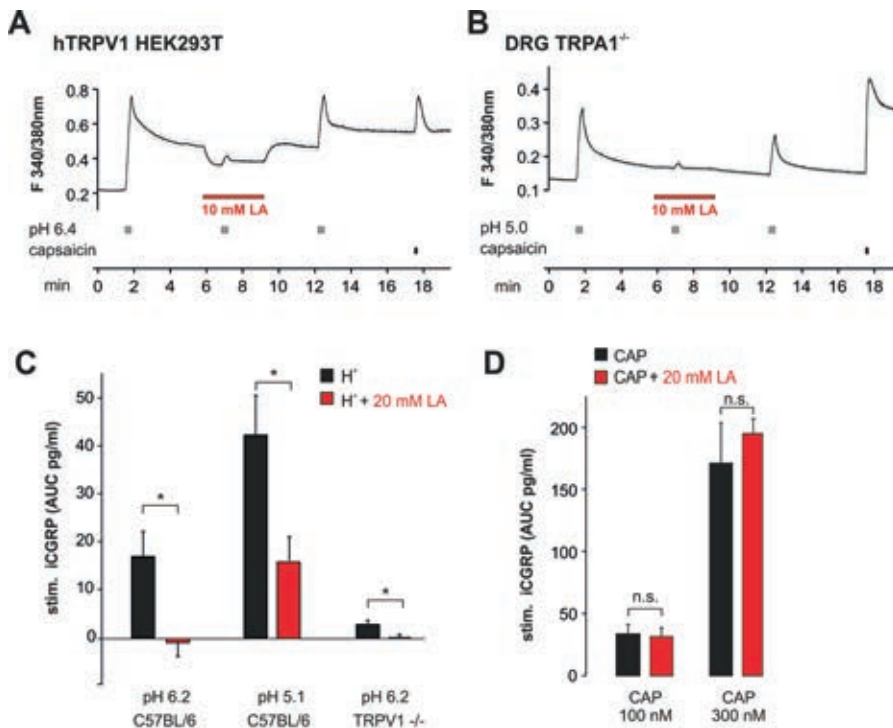 A
hTRPV1 HEK293T
F 340/380nm
0.8
0.6
0.4
0.2
10 mM LA
pH 6.4
capsaicin
min
0 2 4 6 8 10 12 14 16 18
B
DRG TRPA1-/-
F 340/380nm
0.4
0.3
0.2
0.1
10 mM LA
pH 5.0
capsaicin
min
0 2 4 6 8 10 12 14 16 18
C
stim. iCGRP (AUC pg/ml)
50
40
30
20
10
0
H+
H+ + 20 mM LA
*
*
*
pH 6.2 pH 5.1 pH 6.2
C57BL/6 C57BL/6 TRPV1 -/-
D
stim. iCGRP (AUC pg/ml)
200
150
100
50
0
CAP
CAP + 20 mM LA
n.s.
n.s.
CAP CAP
100 nM 300 nM